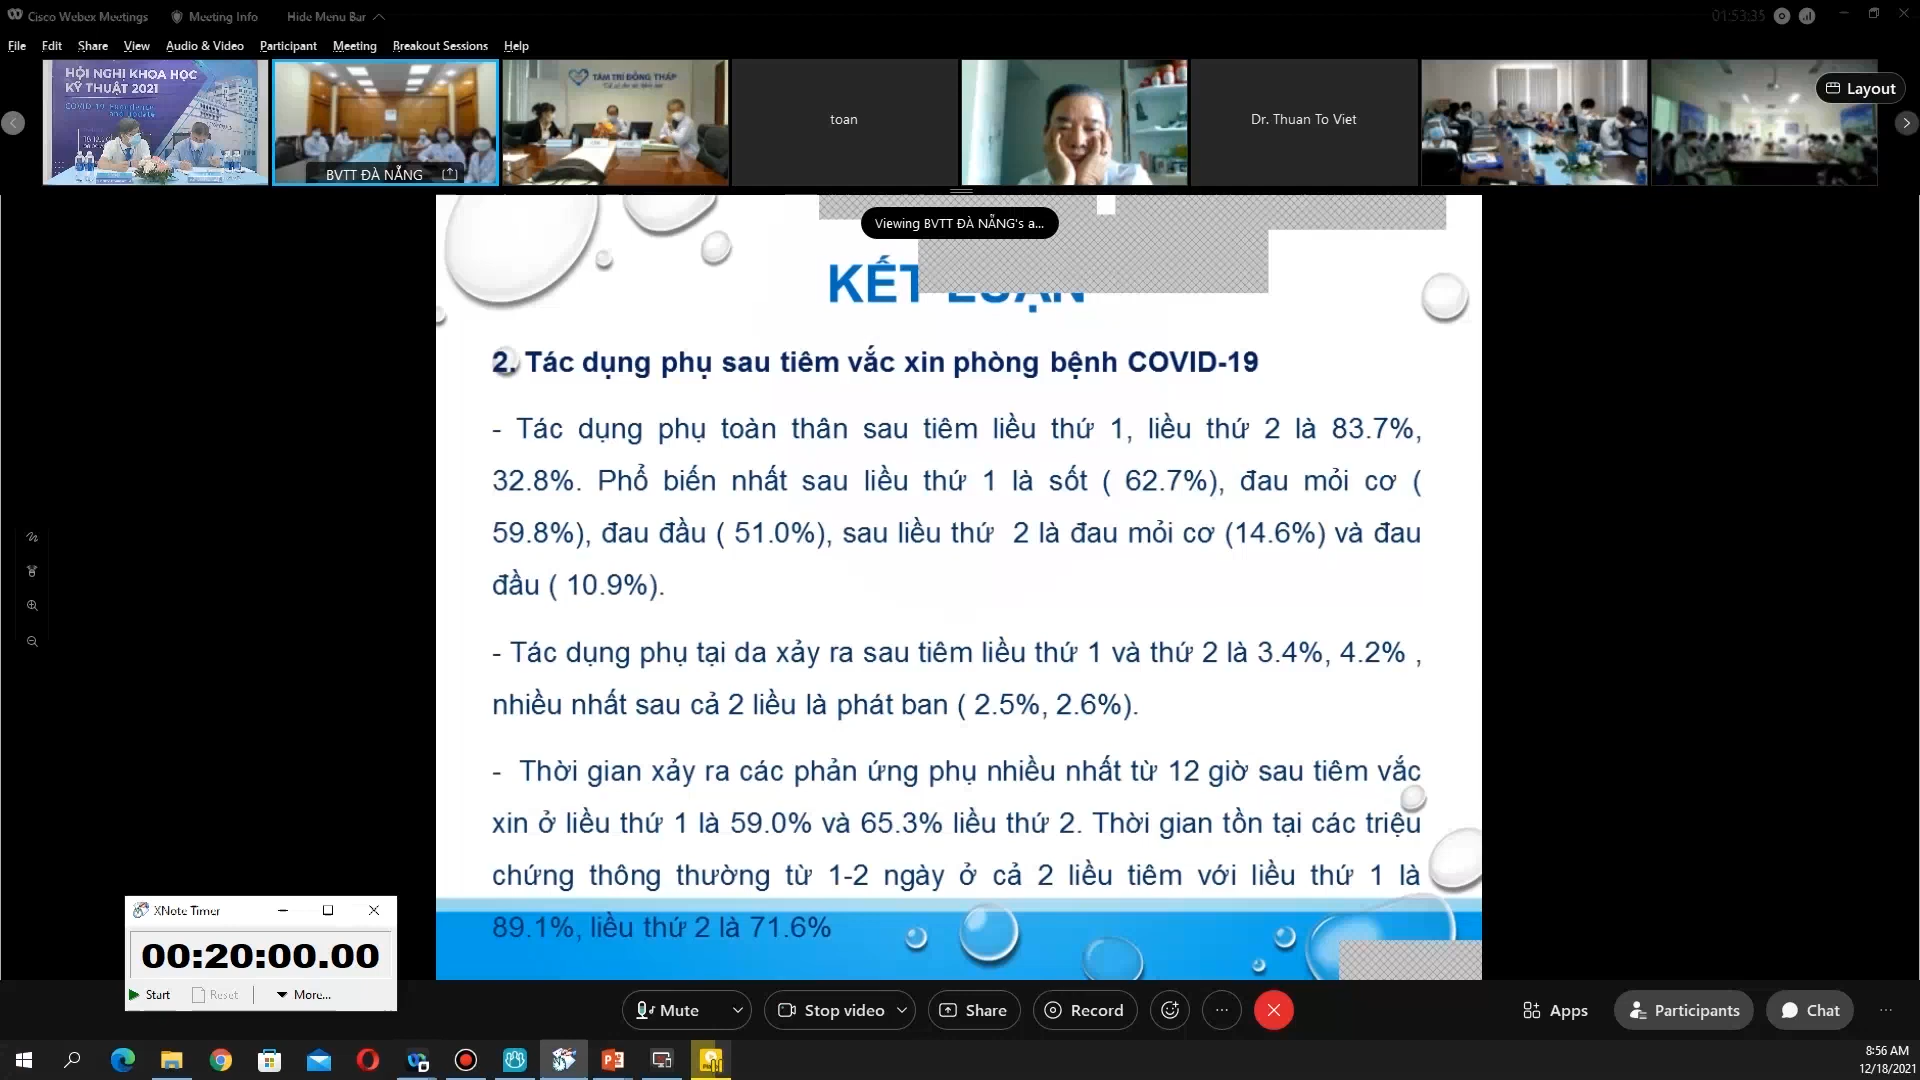 Cisco Webex Meetings
Meeting Info
Hide Menu Bar
01:53:35
File Edit Share View Audio & Video Participant Meeting Breakout Sessions Help
HỘI NGHỊ KHOA HỌC
KỸ THUẬT 2021
BVTT ĐÀ NẴNG
TÂM TRÍ ĐỒNG THÁP
toan
Dr. Thuan To Viet
Layout
Viewing BVTT ĐÀ NẴNG's a...
KẾT LUẬN
2. Tác dụng phụ sau tiêm vắc xin phòng bệnh COVID-19
- Tác dụng phụ toàn thân sau tiêm liều thứ 1, liều thứ 2 là 83.7%,
32.8%. Phổ biến nhất sau liều thứ 1 là sốt ( 62.7%), đau mỏi cơ (
59.8%), đau đầu ( 51.0%), sau liều thứ 2 là đau mỏi cơ (14.6%) và đau
đầu ( 10.9%).
- Tác dụng phụ tại da xảy ra sau tiêm liều thứ 1 và thứ 2 là 3.4%, 4.2% ,
nhiều nhất sau cả 2 liều là phát ban ( 2.5%, 2.6%).
- Thời gian xảy ra các phản ứng phụ nhiều nhất từ 12 giờ sau tiêm vắc
xin ở liều thứ 1 là 59.0% và 65.3% liều thứ 2. Thời gian tồn tại các triệu
chứng thông thường từ 1-2 ngày ở cả 2 liều tiêm với liều thứ 1 là
89.1%, liều thứ 2 là 71.6%
XNote Timer
00:20:00.00
Start Reset More...
Mute
Stop video
Share
Record
Apps
Participants
Chat
8:56 AM
12/18/2021